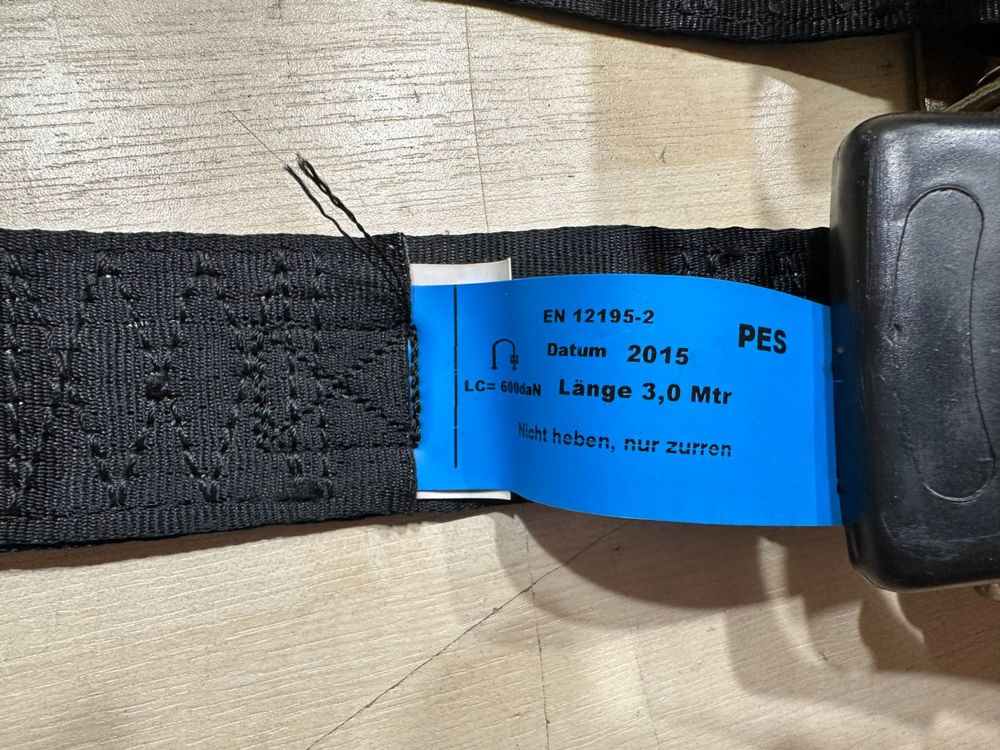 EN 12195-2
PES
Datum 2015
LC= 600daN Länge 3,0 Mtr
Nicht heben, nur zurren